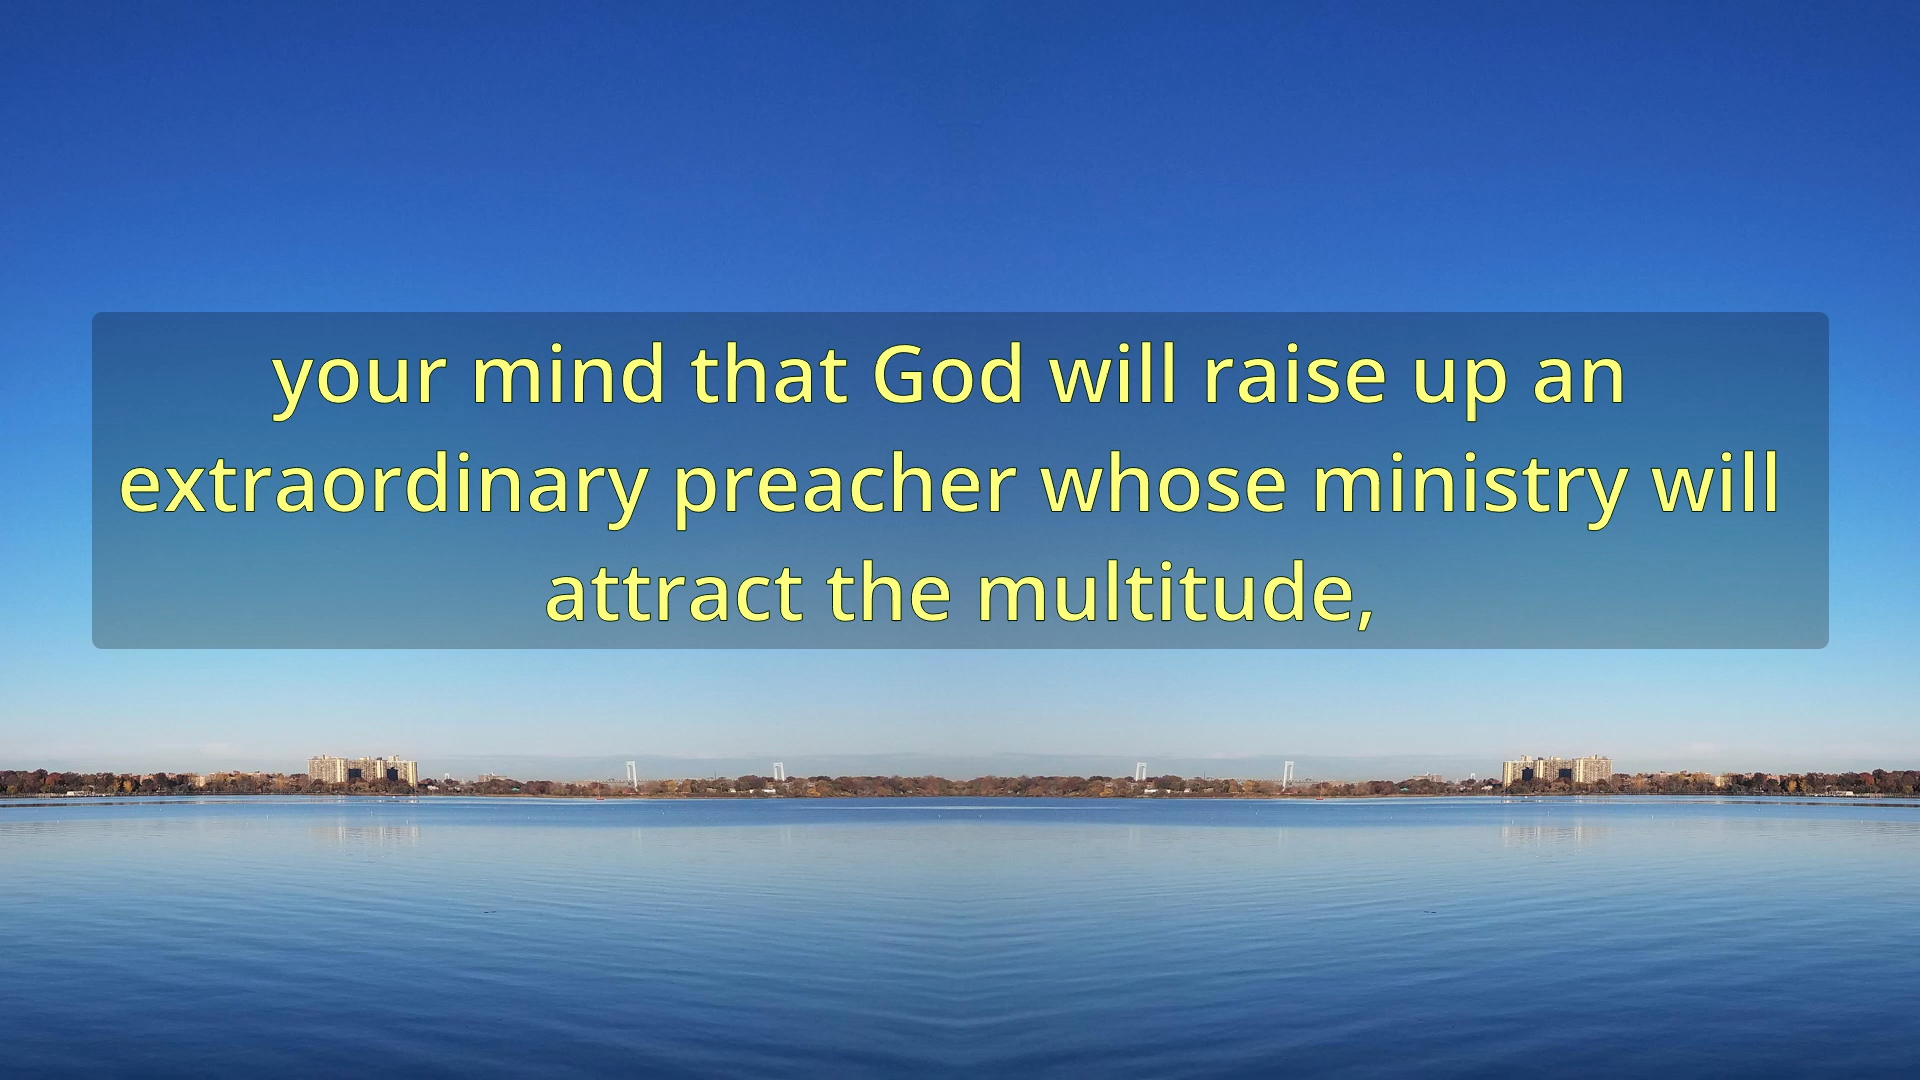 your mind that God will raise up an
extraordinary preacher whose ministry will
attract the multitude,